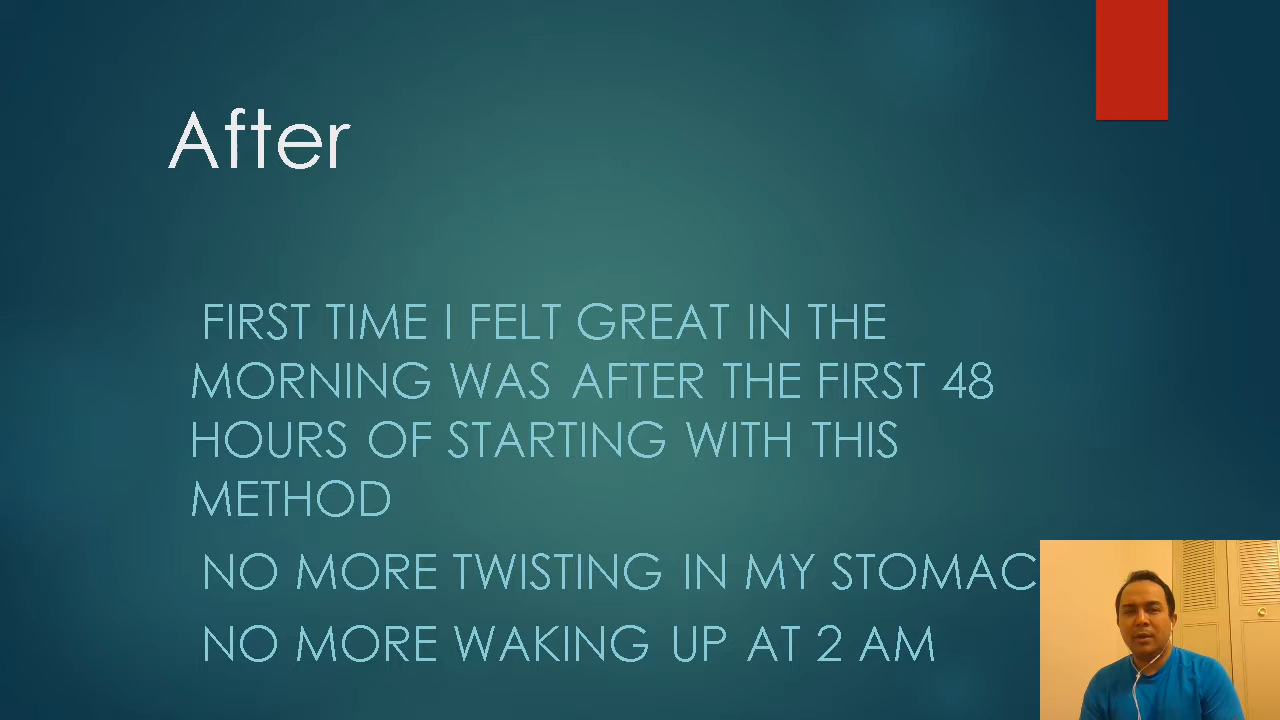 After
FIRST TIME I FELT GREAT IN THE
MORNING WAS AFTER THE FIRST 48
HOURS OF STARTING WITH THIS
METHOD
NO MORE TWISTING IN MY STOMAC
NO MORE WAKING UP AT 2 AM